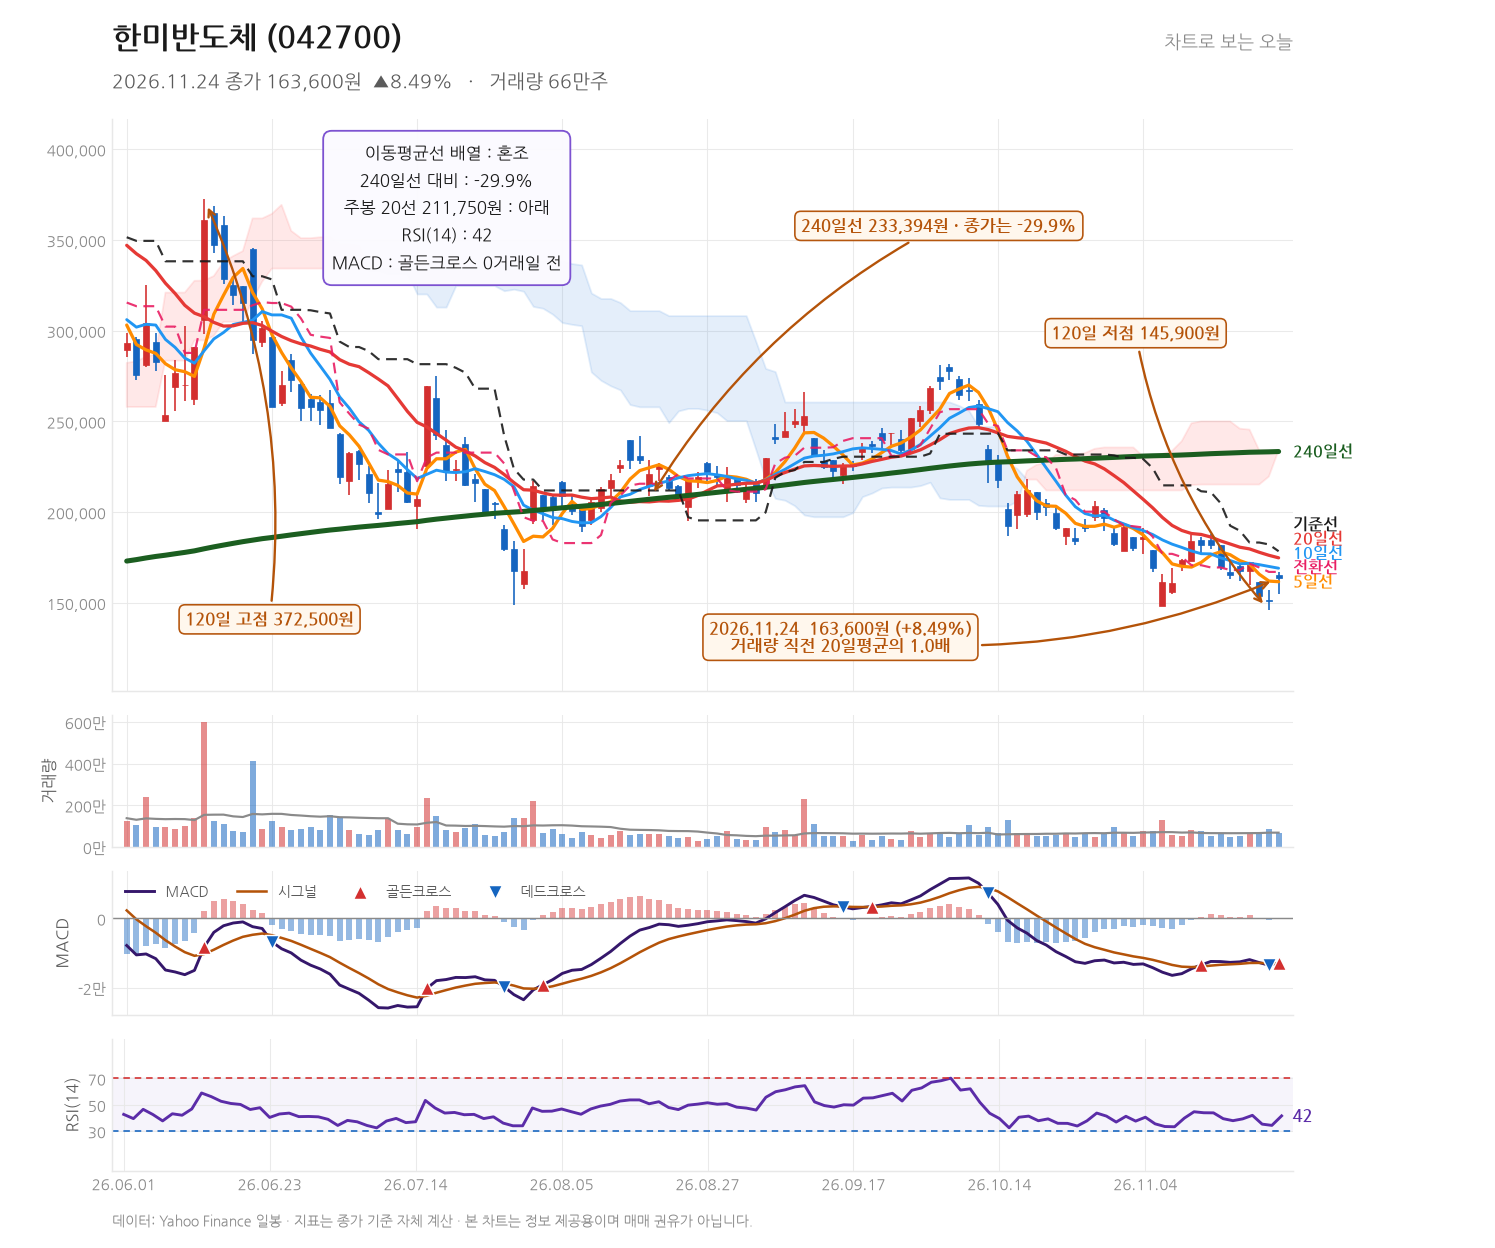 한미반도체 (042700)
차트로 보는 오늘
2026.11.24 종가 163,600원 ▲8.49% · 거래량 66만주
이동평균선 배열 : 혼조
240일선 대비 : -29.9%
주봉 20선 211,750원 : 아래
RSI(14) : 42
MACD : 골든크로스 0거래일 전
240일선 233,394원 · 종가는 -29.9%
120일 저점 145,900원
120일 고점 372,500원
2026.11.24 163,600원 (+8.49%)
거래량 직전 20일평균의 1.0배
400,000
350,000
300,000
250,000
200,000
150,000
240일선
기준선
20일선
10일선
전환선
5일선
거래량
600만
400만
200만
0만
MACD
MACD
시그널
골든크로스
데드크로스
0
-2만
RSI(14)
70
50
30
42
26.06.01
26.06.23
26.07.14
26.08.05
26.08.27
26.09.17
26.10.14
26.11.04
데이터: Yahoo Finance 일봉 · 지표는 종가 기준 자체 계산 · 본 차트는 정보 제공용이며 매매 권유가 아닙니다.